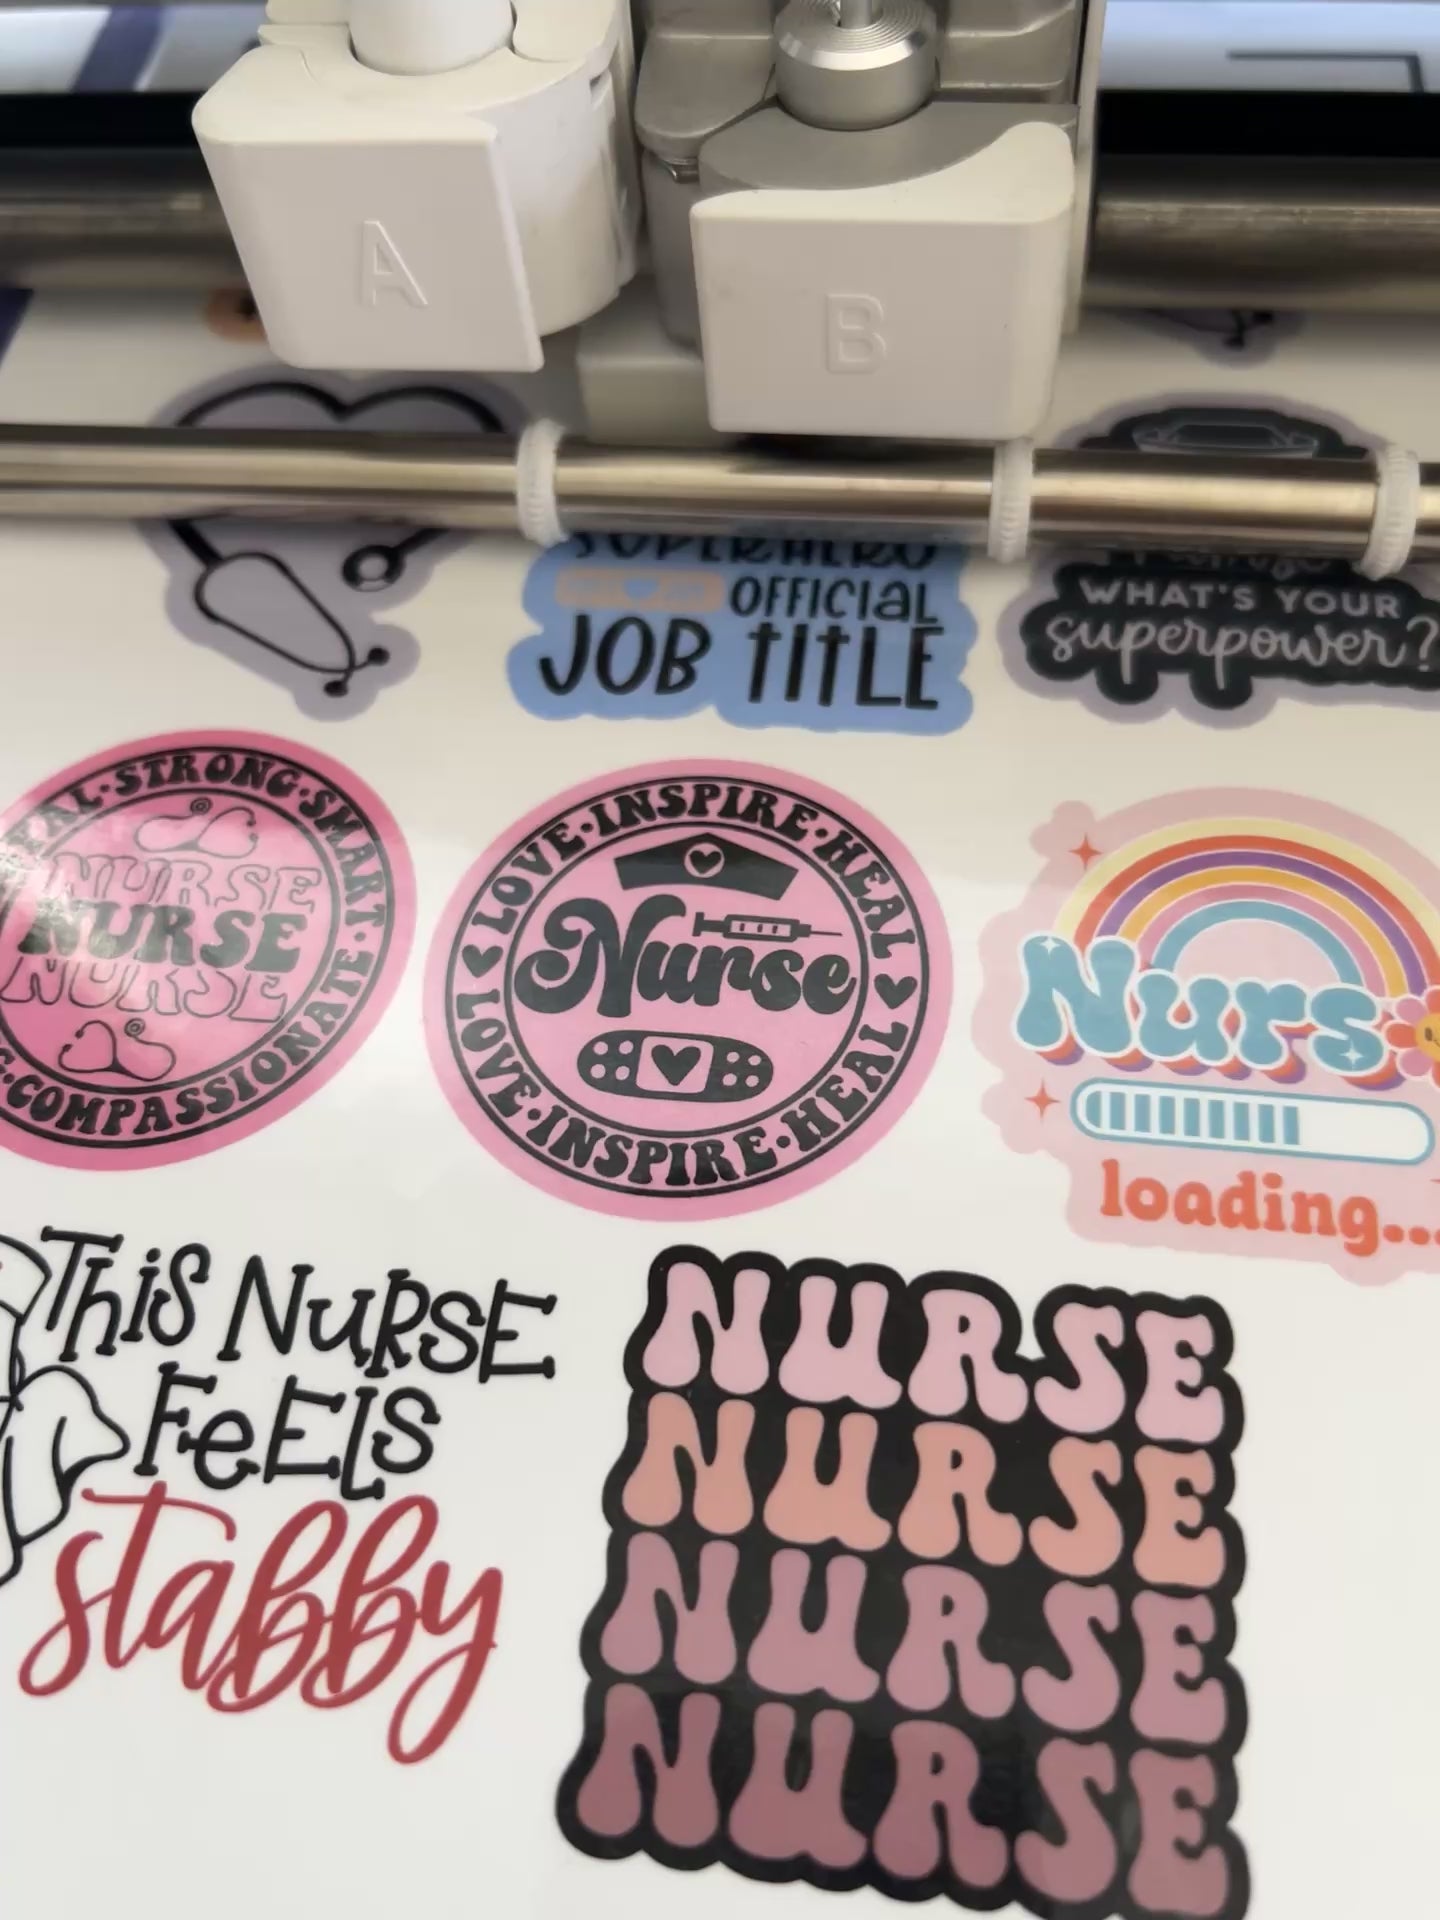 A
B
SUPERHERO
OFFICIAL
JOB TITLE
WHAT'S YOUR
superpower?
STRONG·SMART·
COMPASSIONATE
NURSE
NURSE
NURSE
LOVE·INSPIRE·HEAL
Nurse
LOVE·INSPIRE·HEAL
Nurs
loading...
THIS NURSE
FEELS
stabby
NURSE
NURSE
NURSE
NURSE